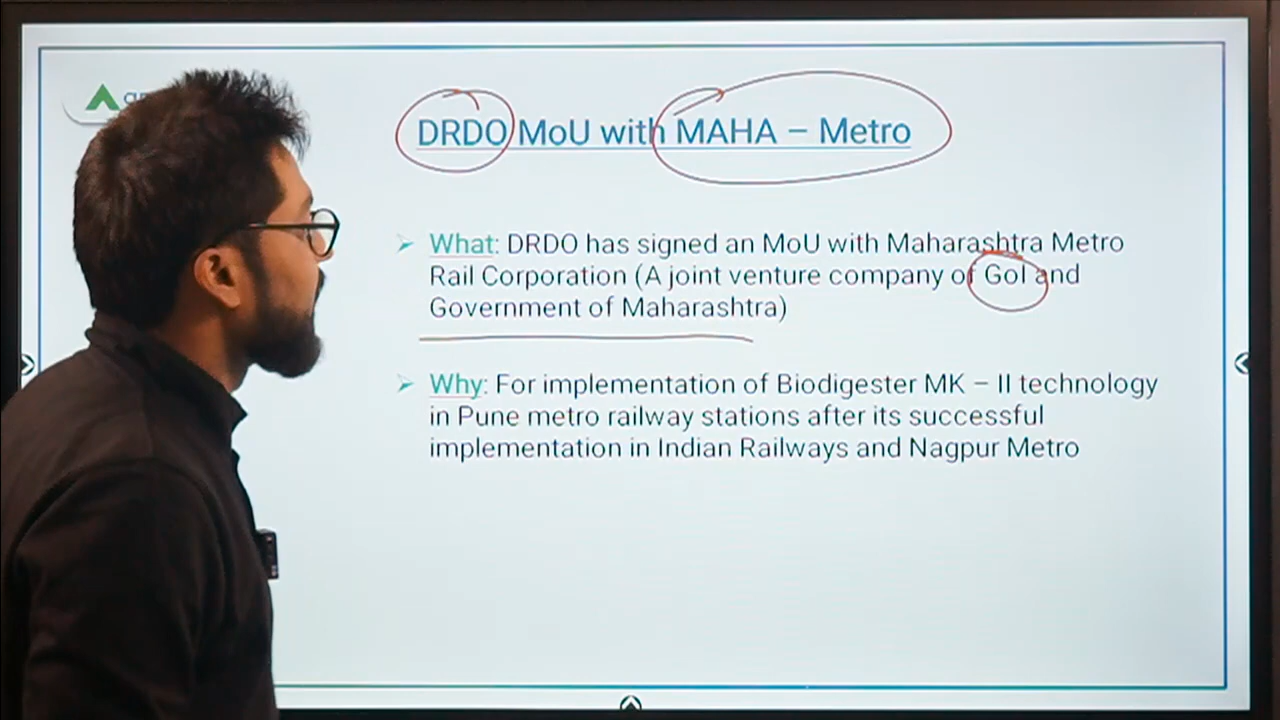 DRDO MoU with MAHA – Metro
What: DRDO has signed an MoU with Maharashtra Metro
Rail Corporation (A joint venture company of GoI and
Government of Maharashtra)
Why: For implementation of Biodigester MK – II technology
in Pune metro railway stations after its successful
implementation in Indian Railways and Nagpur Metro